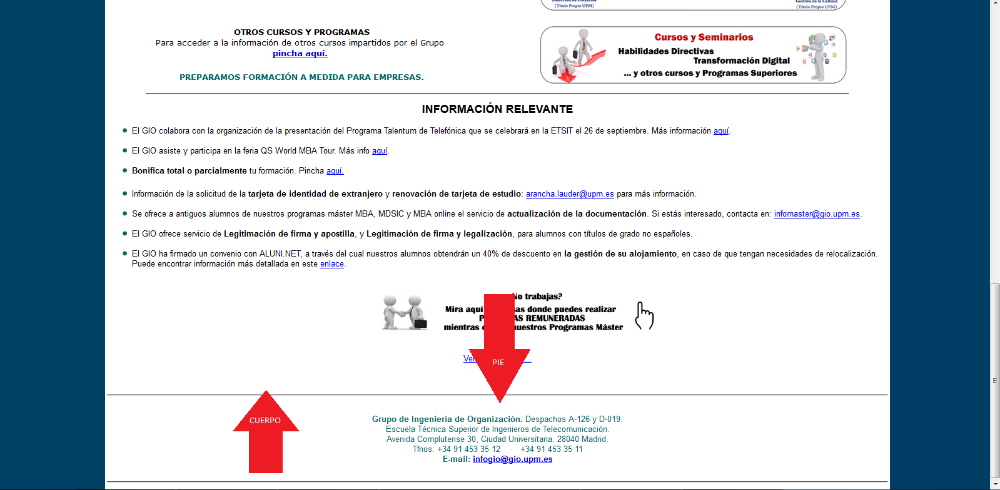 Dirección de Proyectos
(Título Propio UPM)
Gestión de la Calidad
(Título Propio UPM)
OTROS CURSOS Y PROGRAMAS
Para acceder a la información de otros cursos impartidos por el Grupo
pincha aquí.
PREPARAMOS FORMACIÓN A MEDIDA PARA EMPRESAS.
Cursos y Seminarios
Habilidades Directivas
Transformación Digital
... y otros cursos y Programas Superiores
INFORMACIÓN RELEVANTE
El GIO colabora con la organización de la presentación del Programa Talentum de Telefónica que se celebrará en la ETSIT el 26 de septiembre. Más información aquí.
El GIO asiste y participa en la feria QS World MBA Tour. Más info aquí.
Bonifica total o parcialmente tu formación. Pincha aquí.
Información de la solicitud de la tarjeta de identidad de extranjero y renovación de tarjeta de estudio: arancha.lauder@upm.es para más información.
Se ofrece a antiguos alumnos de nuestros programas máster MBA, MDSIC y MBA online el servicio de actualización de la documentación. Si estás interesado, contacta en: infomaster@gio.upm.es.
El GIO ofrece servicio de Legitimación de firma y apostilla, y Legitimación de firma y legalización, para alumnos con títulos de grado no españoles.
El GIO ha firmado un convenio con ALUNI.NET, a través del cual nuestros alumnos obtendrán un 40% de descuento en la gestión de su alojamiento, en caso de que tengan necesidades de relocalización.
Puede encontrar información más detallada en este enlace.
No trabajas?
Mira aquí donde puedes realizar
REMUNERADAS
mientras nuestros Programas Máster
PIE
CUERPO
Grupo de Ingeniería de Organización. Despachos A-126 y D-019.
Escuela Técnica Superior de Ingenieros de Telecomunicación.
Avenida Complutense 30, Ciudad Universitaria. 28040 Madrid.
Tfnos: +34 91 453 35 12 · +34 91 453 35 11
E-mail: infogio@gio.upm.es